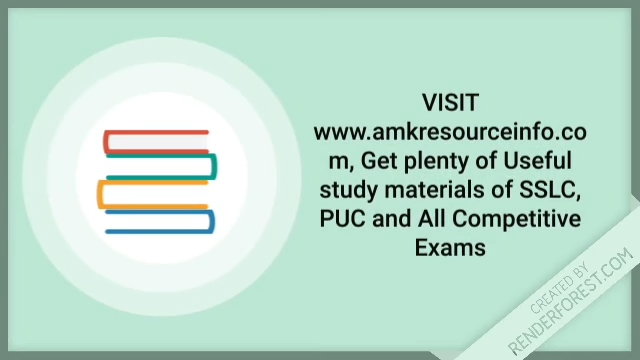 VISIT
www.amkresourceinfo.co
m, Get plenty of Useful
study materials of SSLC,
PUC and All Competitive
Exams
CREATED BY
RENDERFOREST.COM